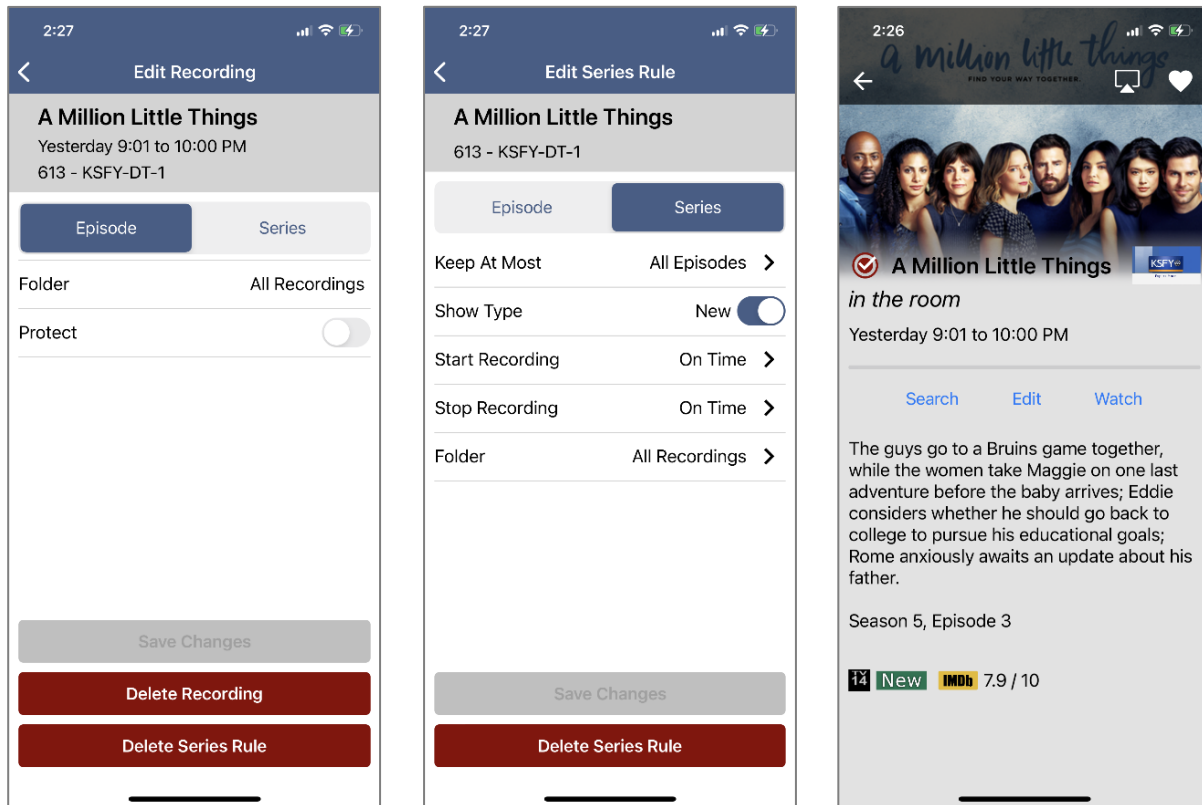 2:27
Edit Recording
A Million Little Things
Yesterday 9:01 to 10:00 PM
613 - KSFY-DT-1
Episode
Series
Folder
All Recordings
Protect
Save Changes
Delete Recording
Delete Series Rule
2:27
Edit Series Rule
A Million Little Things
613 - KSFY-DT-1
Episode
Series
Keep At Most
All Episodes
Show Type
New
Start Recording
On Time
Stop Recording
On Time
Folder
All Recordings
Save Changes
Delete Series Rule
2:26
a million little things
FIND YOUR WAY TOGETHER.
A Million Little Things
KSFY
in the room
Yesterday 9:01 to 10:00 PM
Search
Edit
Watch
The guys go to a Bruins game together,
while the women take Maggie on one last
adventure before the baby arrives; Eddie
considers whether he should go back to
college to pursue his educational goals;
Rome anxiously awaits an update about his
father.
Season 5, Episode 3
TV
14
New
IMDb
7.9 / 10